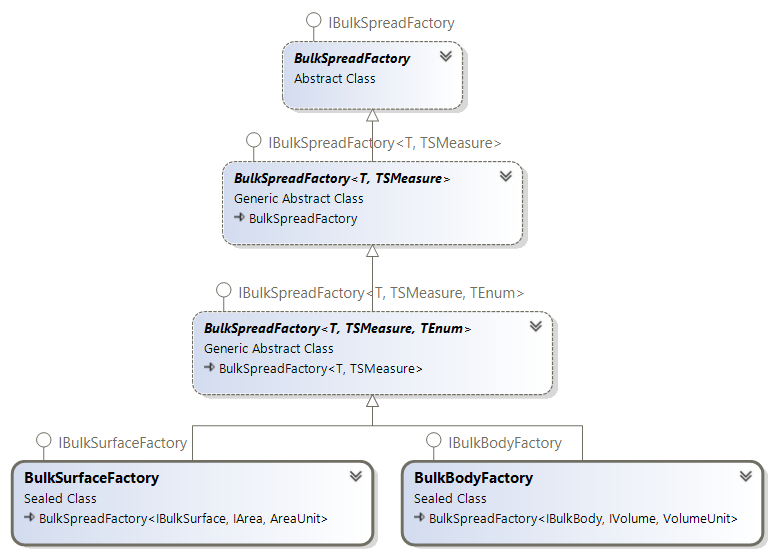 IBulkSpreadFactory
BulkSpreadFactory
Abstract Class
IBulkSpreadFactory<T, TSMeasure>
BulkSpreadFactory<T, TSMeasure>
Generic Abstract Class
BulkSpreadFactory
IBulkSpreadFactory<T, TSMeasure, TEnum>
BulkSpreadFactory<T, TSMeasure, TEnum>
Generic Abstract Class
BulkSpreadFactory<T, TSMeasure>
IBulkSurfaceFactory
BulkSurfaceFactory
Sealed Class
BulkSpreadFactory<IBulkSurface, IArea, AreaUnit>
IBulkBodyFactory
BulkBodyFactory
Sealed Class
BulkSpreadFactory<IBulkBody, IVolume, VolumeUnit>